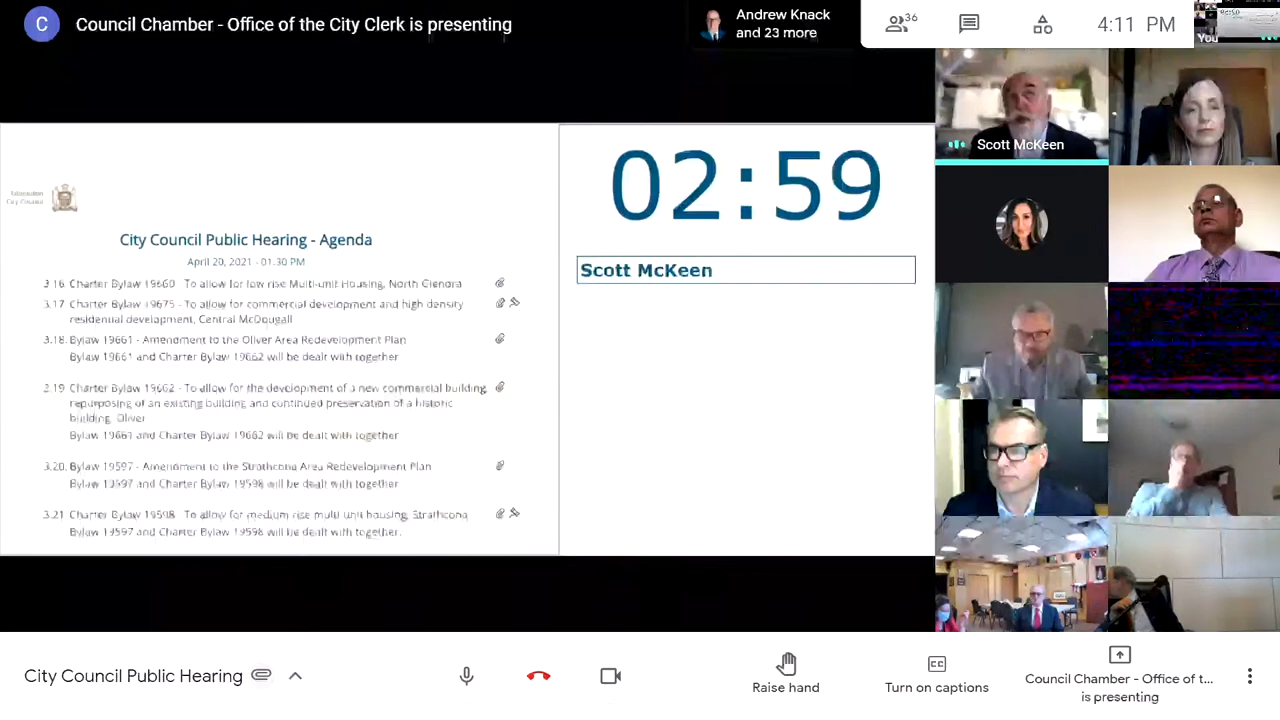 C Council Chamber - Office of the City Clerk is presenting
Andrew Knack
and 23 more
36
4:11 PM
You
Scott McKeen
City Council
City Council Public Hearing - Agenda
April 20, 2021 - 01:30 PM
3.16. Charter Bylaw 19660 - To allow for low rise Multi-unit Housing, North Glenora
3.17. Charter Bylaw 19675 - To allow for commercial development and high density
residential development, Central McDougall
3.18. Bylaw 19661 - Amendment to the Oliver Area Redevelopment Plan
Bylaw 19661 and Charter Bylaw 19662 will be dealt with together
3.19. Charter Bylaw 19662 - To allow for the development of a new commercial building,
repurposing of an existing building and continued preservation of a historic
building, Oliver
Bylaw 19661 and Charter Bylaw 19662 will be dealt with together
3.20. Bylaw 19597 - Amendment to the Strathcona Area Redevelopment Plan
Bylaw 19597 and Charter Bylaw 19598 will be dealt with together
3.21. Charter Bylaw 19598 - To allow for medium rise multi unit housing, Strathcona
Bylaw 19597 and Charter Bylaw 19598 will be dealt with together.
02:59
Scott McKeen
City Council Public Hearing
Raise hand
CC
Turn on captions
Council Chamber - Office of t...
is presenting